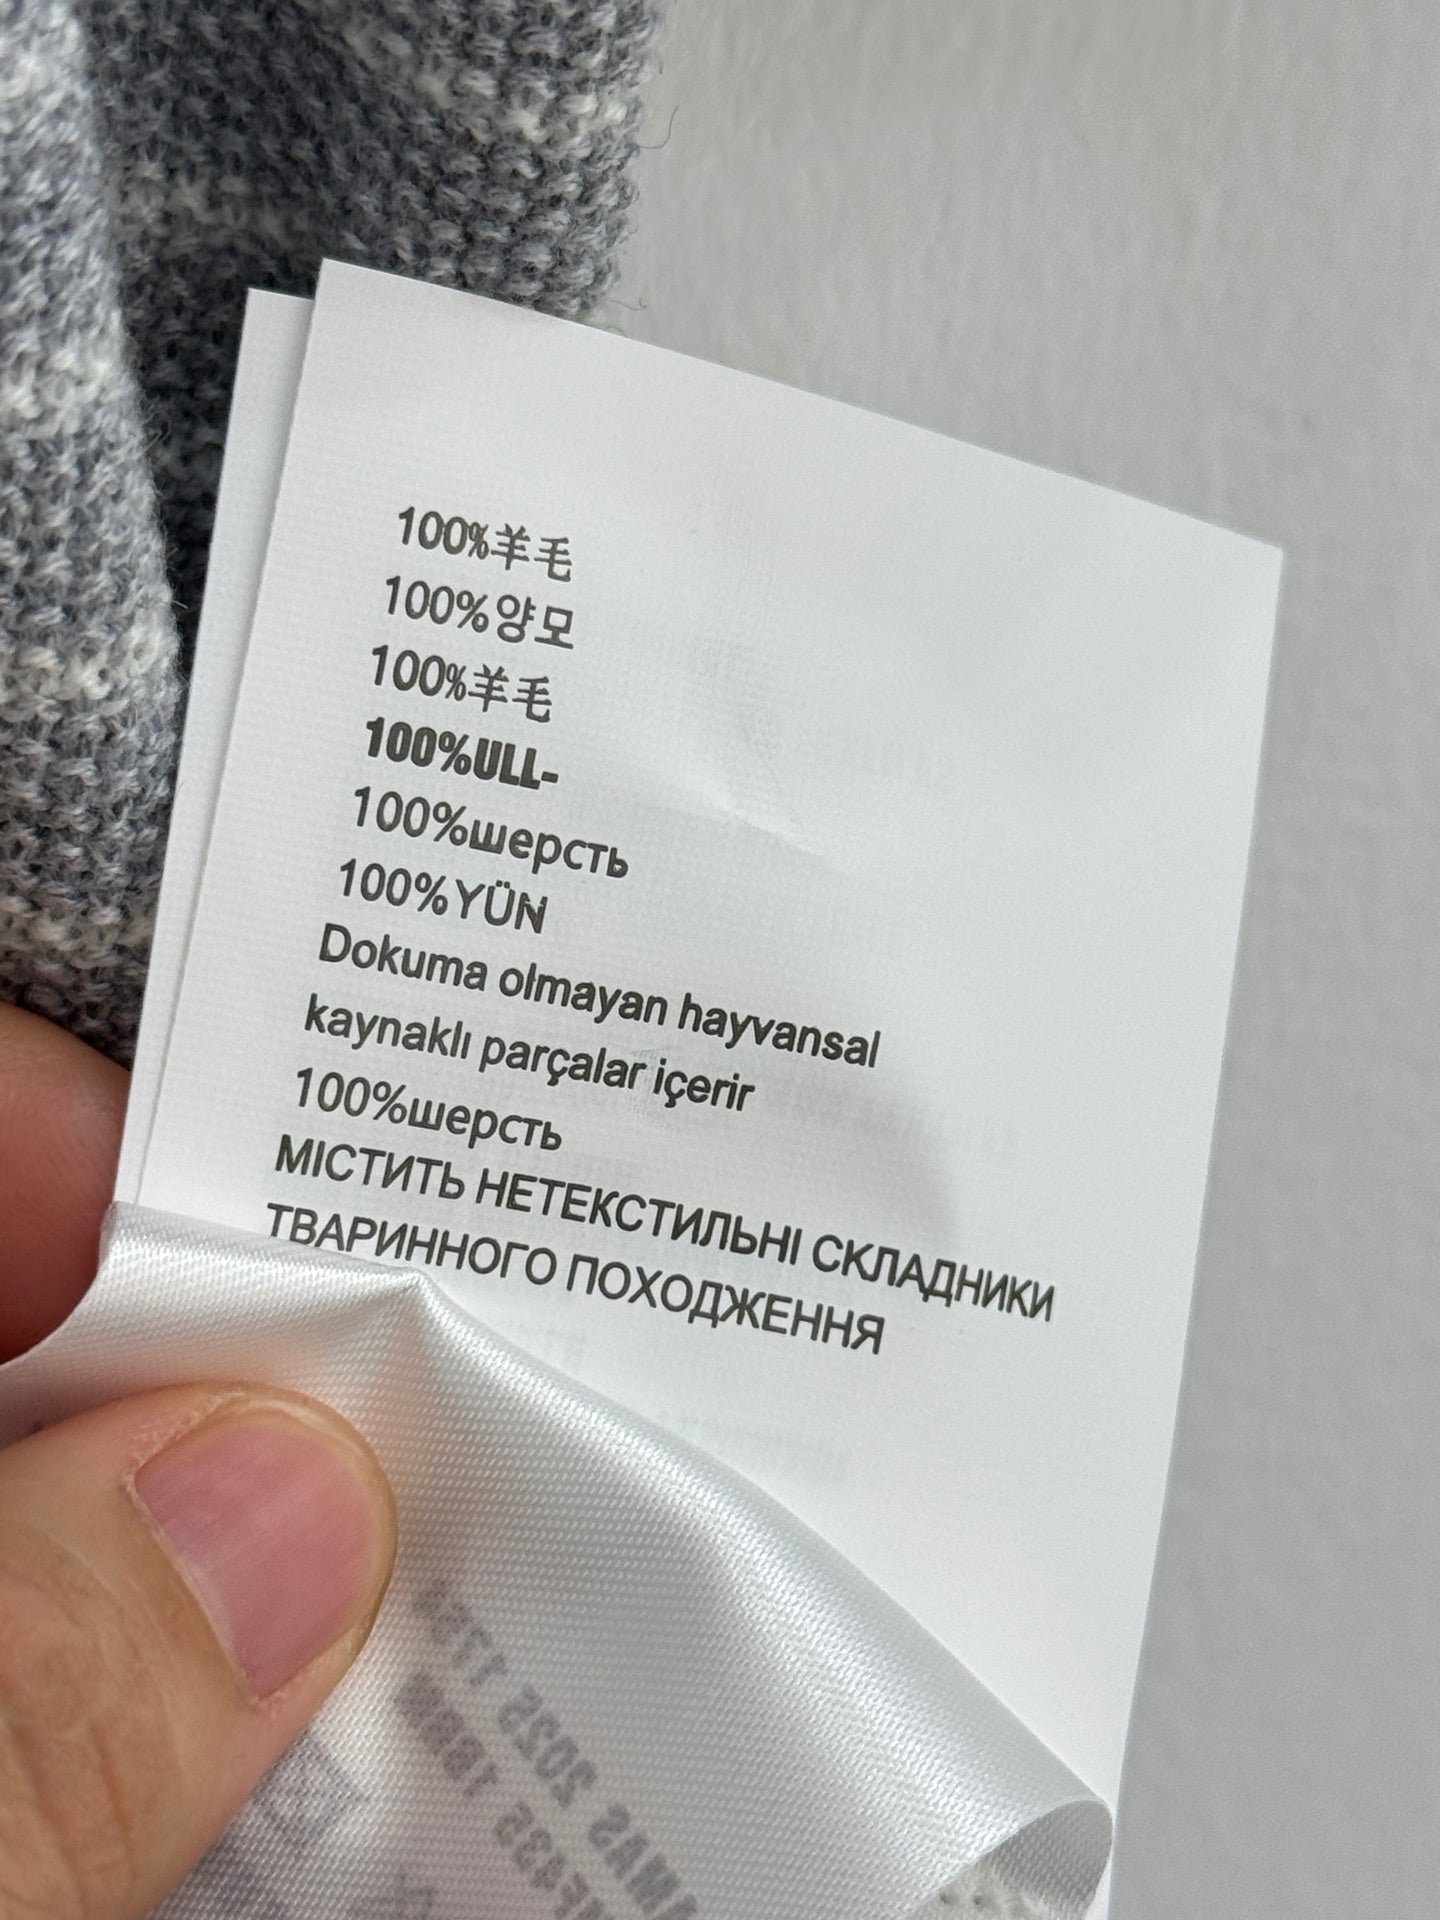 100%羊毛
100%양모
100%羊毛
100%ULL-
100%шерсть
100%YÜN
Dokuma olmayan hayvansal
kaynaklı parçalar içerir
100%шерсть
МІСТИТЬ НЕТЕКСТИЛЬНІ СКЛАДНИКИ
ТВАРИННОГО ПОХОДЖЕННЯ